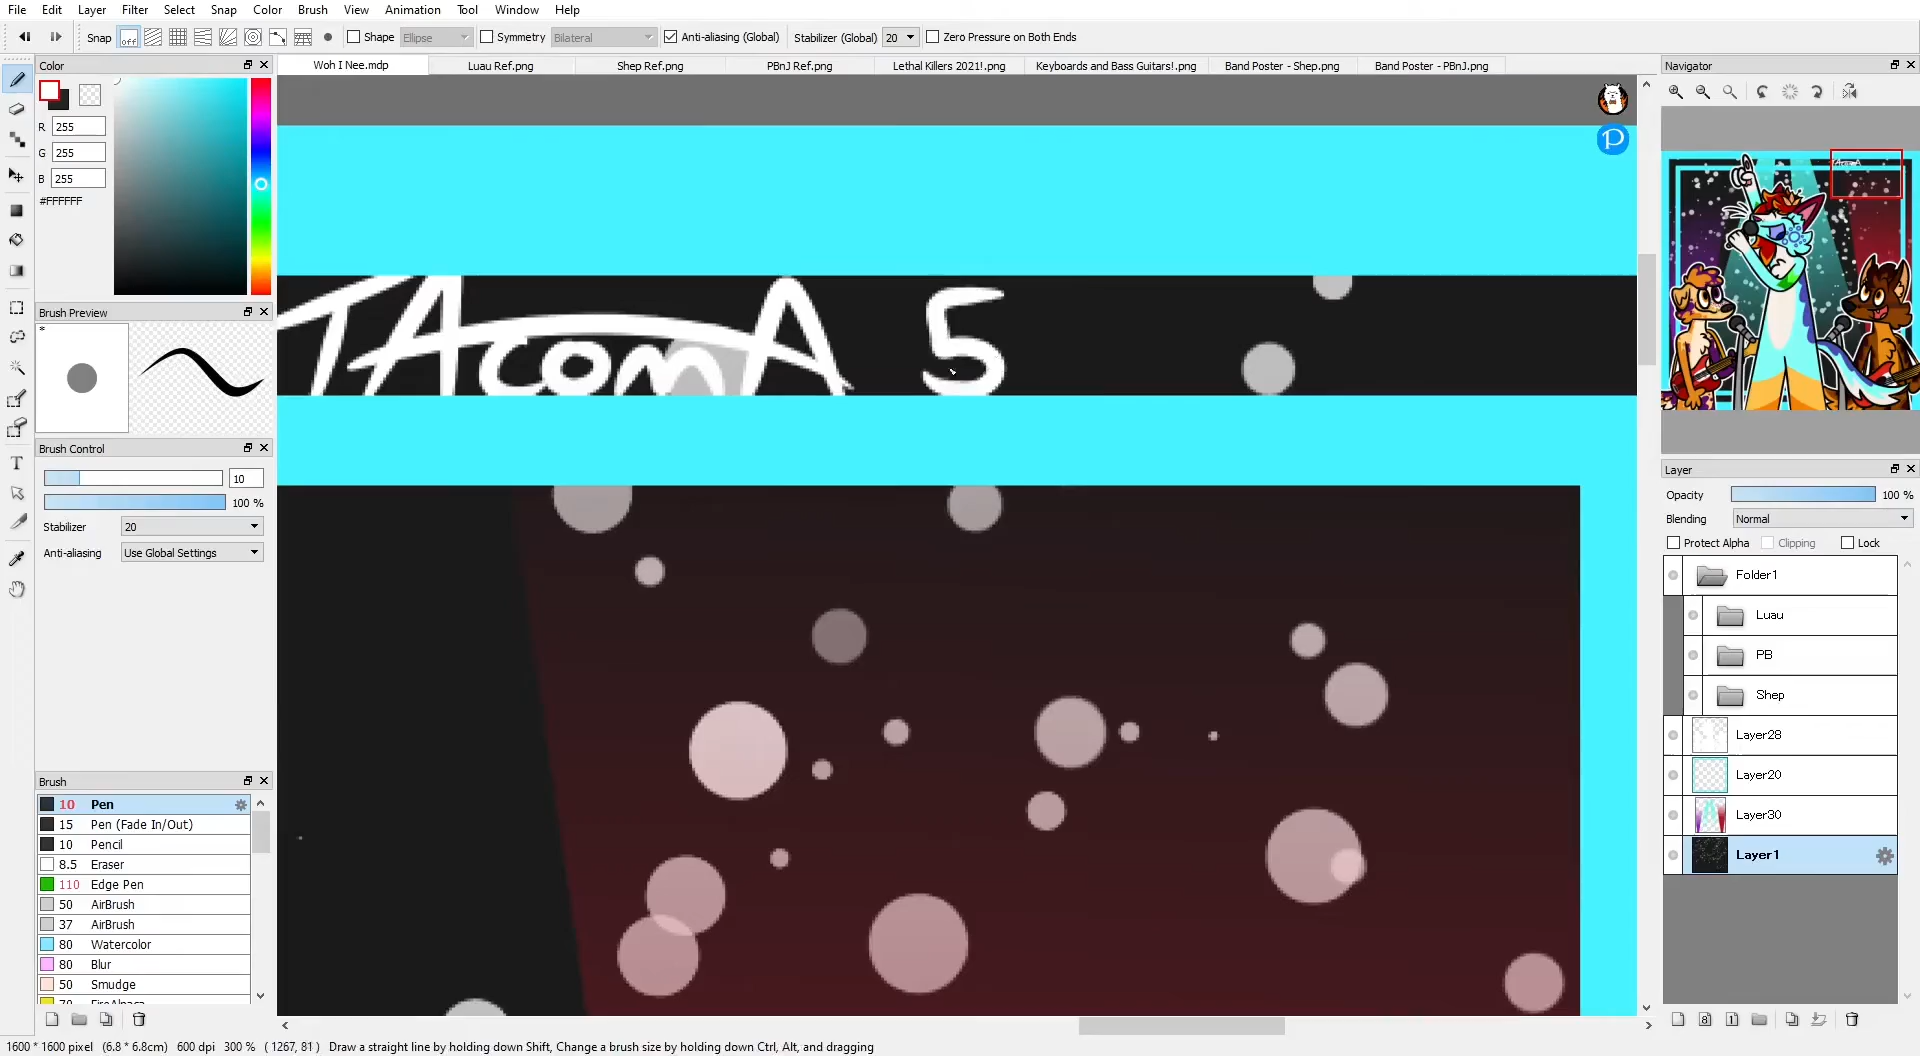 File Edit Layer Filter Select Snap Color Brush View Animation Tool Window Help
Snap off Shape Ellipse Symmetry Bilateral Anti-aliasing (Global) Stabilizer (Global) 20 Zero Pressure on Both Ends
Color
R 255
G 255
B 255
#FFFFFF
Brush Preview
*
Brush Control
10
100 %
Stabilizer 20
Anti-aliasing Use Global Settings
Brush
10 Pen
15 Pen (Fade In/Out)
10 Pencil
8.5 Eraser
110 Edge Pen
50 AirBrush
37 AirBrush
80 Watercolor
80 Blur
50 Smudge
Woh I Nee.mdp Luau Ref.png Shep Ref.png PBnJ Ref.png Lethal Killers 2021!.png Keyboards and Bass Guitars!.png Band Poster - Shep.png Band Poster - PBnJ.png
TAcomA 5
P
Navigator
TAcomA
Layer
Opacity 100 %
Blending Normal
Protect Alpha Clipping Lock
Folder1
Luau
PB
Shep
Layer28
Layer20
Layer30
Layer1
8 1
1600 * 1600 pixel (6.8 * 6.8cm) 600 dpi 300 % ( 1267, 81 ) Draw a straight line by holding down Shift, Change a brush size by holding down Ctrl, Alt, and dragging